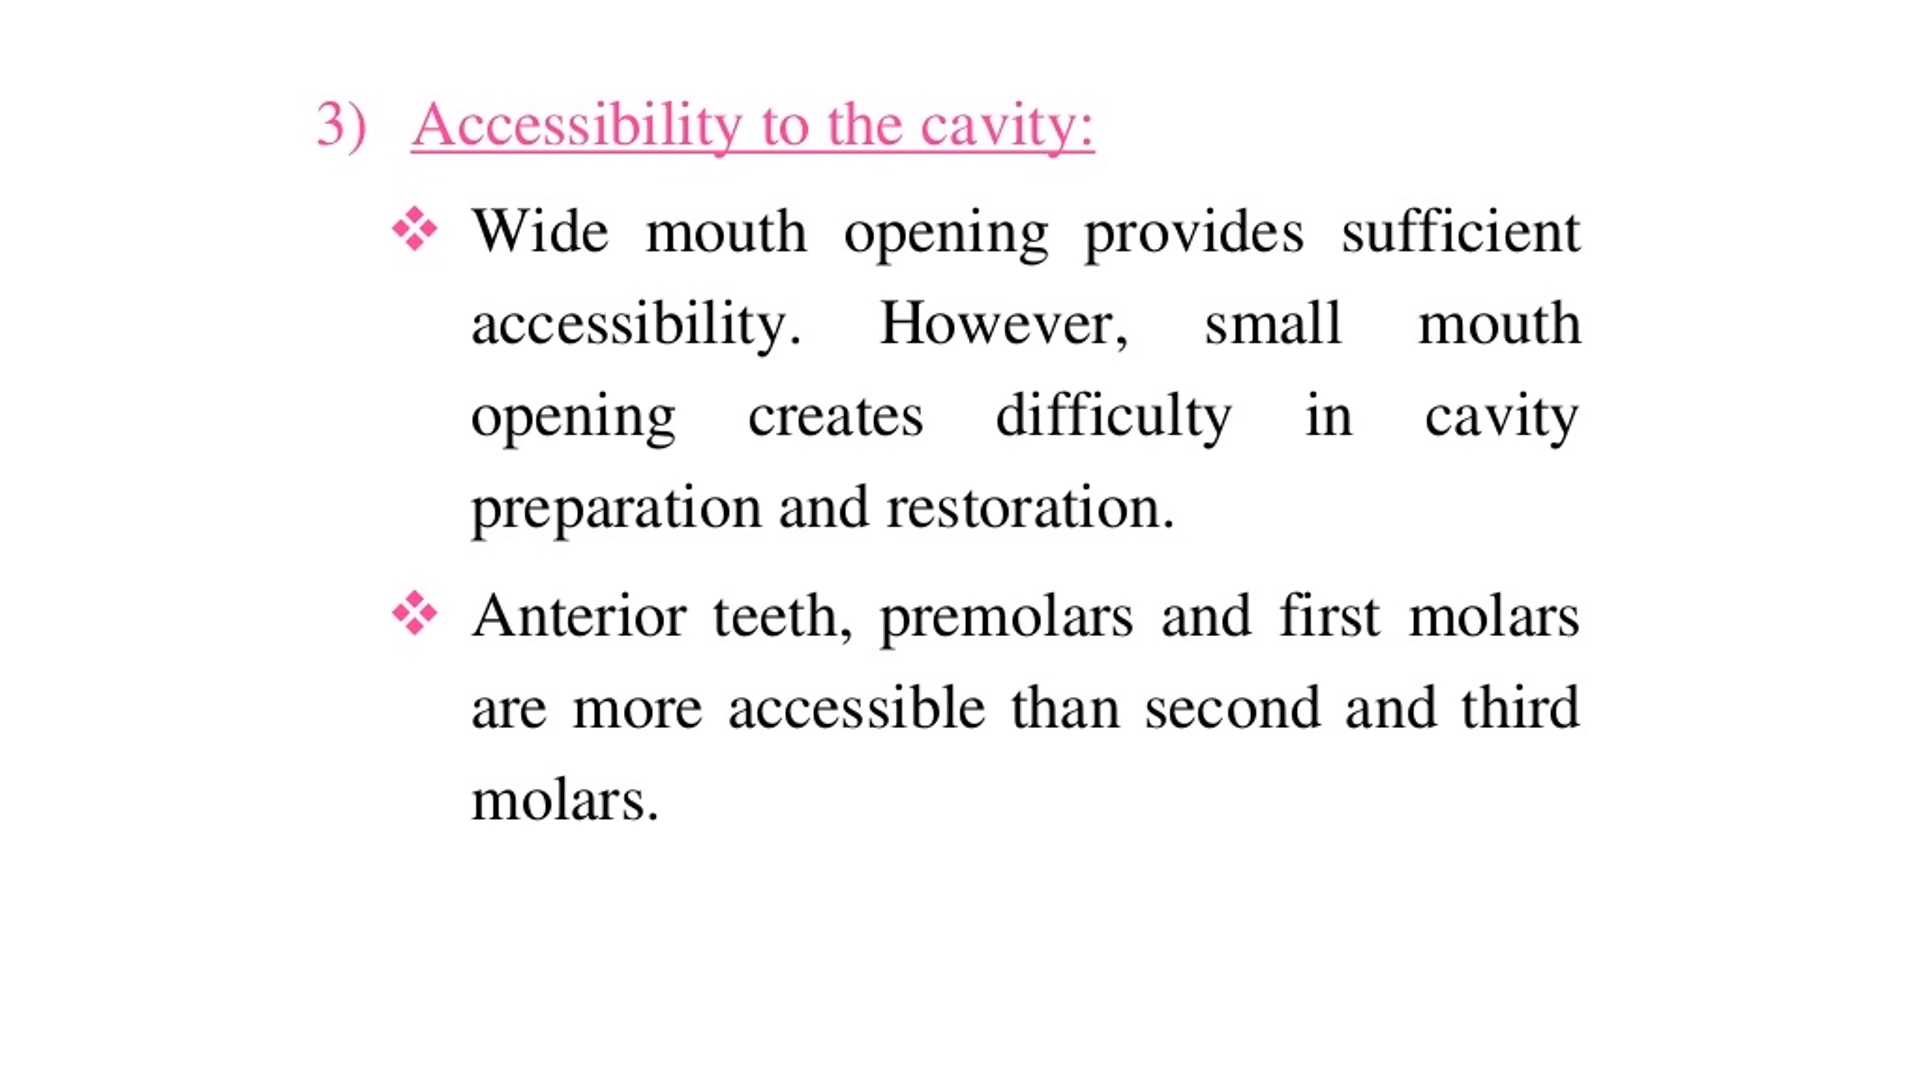 3) Accessibility to the cavity:
❖ Wide mouth opening provides sufficient
accessibility. However, small mouth
opening creates difficulty in cavity
preparation and restoration.
❖ Anterior teeth, premolars and first molars
are more accessible than second and third
molars.